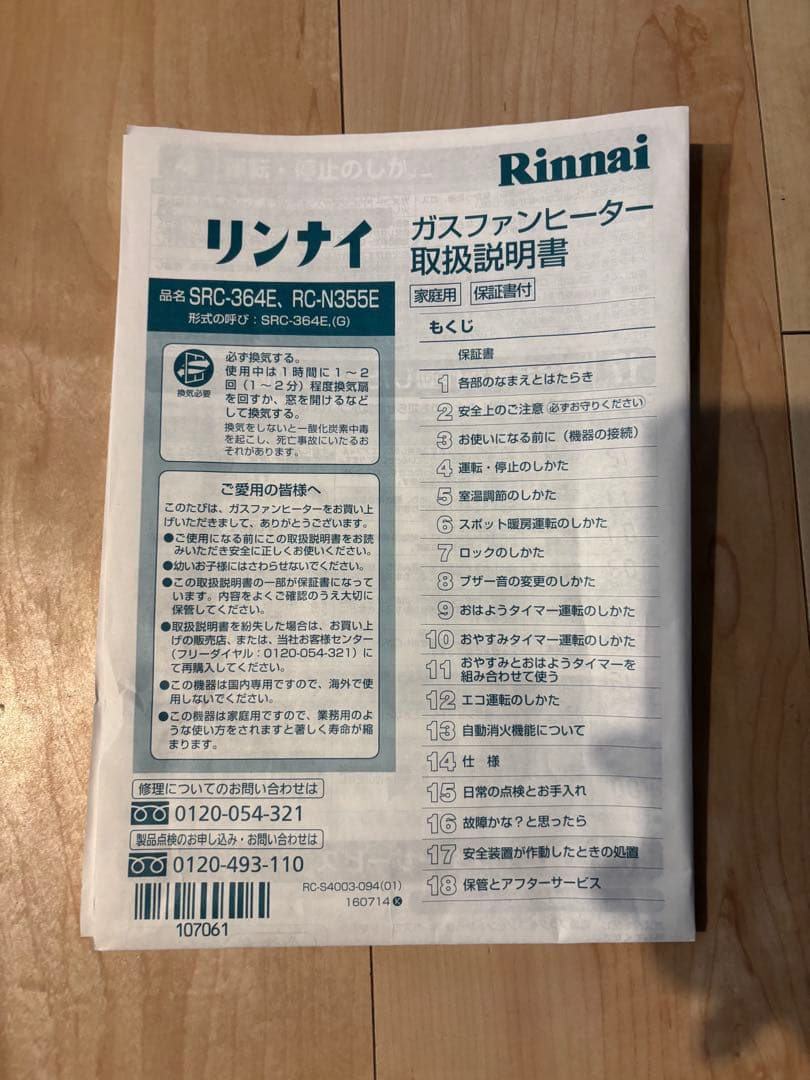 Rinnai
リンナイ
ガスファンヒーター
取扱説明書
家庭用 保証書付
品名 SRC-364E、RC-N355E
形式の呼び：SRC-364E,(G)
換気必要
必ず換気する。
使用中は1時間に1～2
回（1～2分）程度換気扇
を回すか、窓を開けるなど
して換気する。
換気をしないと一酸化炭素中毒
を起こし、死亡事故にいたるお
それがあります。
ご愛用の皆様へ
このたびは、ガスファンヒーターをお買い上
げいただきまして、ありがとうございます。
●ご使用になる前にこの取扱説明書をお読
みいただき安全に正しくお使いください。
●幼いお子様にはさわらせないでください。
●この取扱説明書の一部が保証書になって
います。内容をよくご確認のうえ大切に
保管してください。
●取扱説明書を紛失した場合は、お買い上
げの販売店、または、当社お客様センター
（フリーダイヤル：0120-054-321）に
て再購入してください。
●この機器は国内専用ですので、海外で使
用しないでください。
●この機器は家庭用ですので、業務用のよ
うな使い方をされますと著しく寿命が縮
まります。
修理についてのお問い合わせは
0120-054-321
製品点検のお申し込み・お問い合わせは
0120-493-110
107061
RC-S4003-094(01)
160714 K
もくじ
保証書
1 各部のなまえとはたらき
2 安全上のご注意 必ずお守りください
3 お使いになる前に（機器の接続）
4 運転・停止のしかた
5 室温調節のしかた
6 スポット暖房運転のしかた
7 ロックのしかた
8 ブザー音の変更のしかた
9 おはようタイマー運転のしかた
10 おやすみタイマー運転のしかた
11 おやすみとおはようタイマーを
組み合わせて使う
12 エコ運転のしかた
13 自動消火機能について
14 仕 様
15 日常の点検とお手入れ
16 故障かな？と思ったら
17 安全装置が作動したときの処置
18 保管とアフターサービス